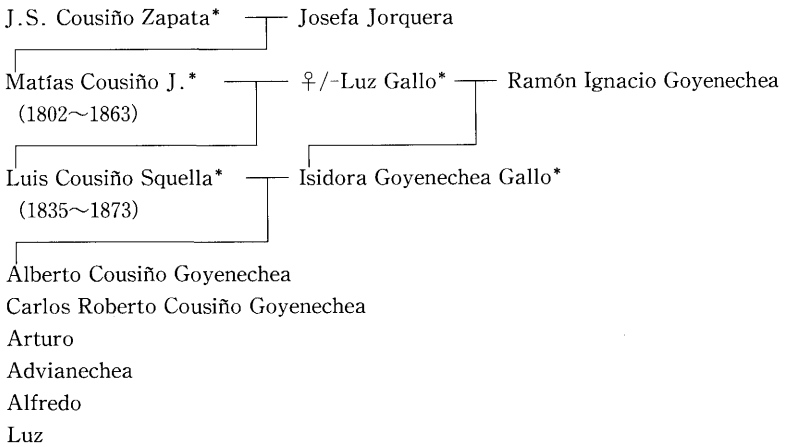 J.S. Cousiño Zapata* Josefa Jorquera
Matías Cousiño J.* ♀/-Luz Gallo* Ramón Ignacio Goyenechea
(1802～1863)
Luis Cousiño Squella* Isidora Goyenechea Gallo*
(1835～1873)
Alberto Cousiño Goyenechea
Carlos Roberto Cousiño Goyenechea
Arturo
Advianechea
Alfredo
Luz